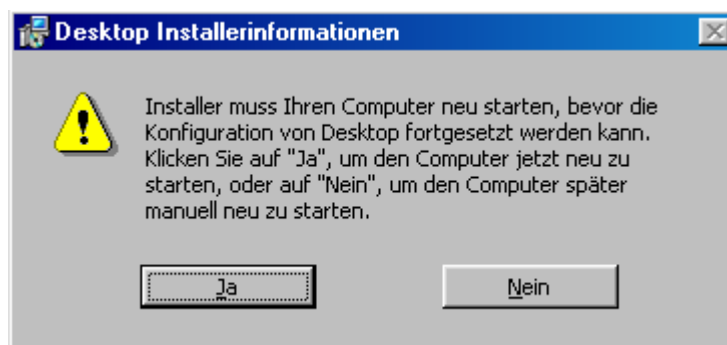 Desktop Installerinformationen
Installer muss Ihren Computer neu starten, bevor die
Konfiguration von Desktop fortgesetzt werden kann.
Klicken Sie auf "Ja", um den Computer jetzt neu zu
starten, oder auf "Nein", um den Computer später
manuell neu zu starten.
Ja
Nein